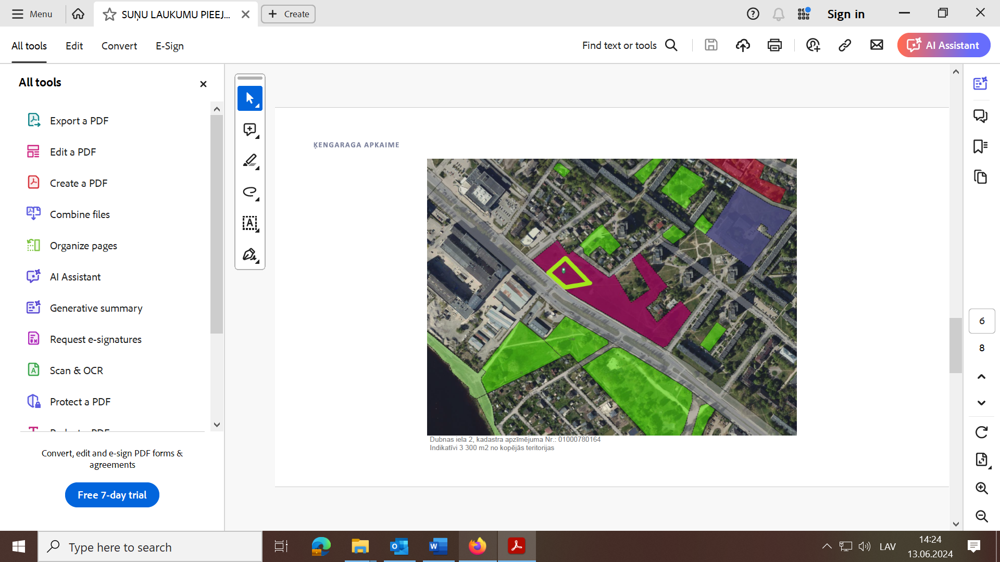 Menu
SUŅU LAUKUMU PIEEJ...
Create
Sign in
All tools
Edit
Convert
E-Sign
Find text or tools
AI Assistant
All tools
Export a PDF
Edit a PDF
Create a PDF
Combine files
Organize pages
AI Assistant
Generative summary
Request e-signatures
Scan & OCR
Protect a PDF
Convert, edit and e-sign PDF forms &
agreements
Free 7-day trial
ĶENGARAGA APKAIME
Dubnas iela 2, kadastra apzīmējuma Nr.: 01000780164
Indikatīvi 3 300 m2 no kopējās teritorijas
6
8
Type here to search
LAV
14:24
13.06.2024